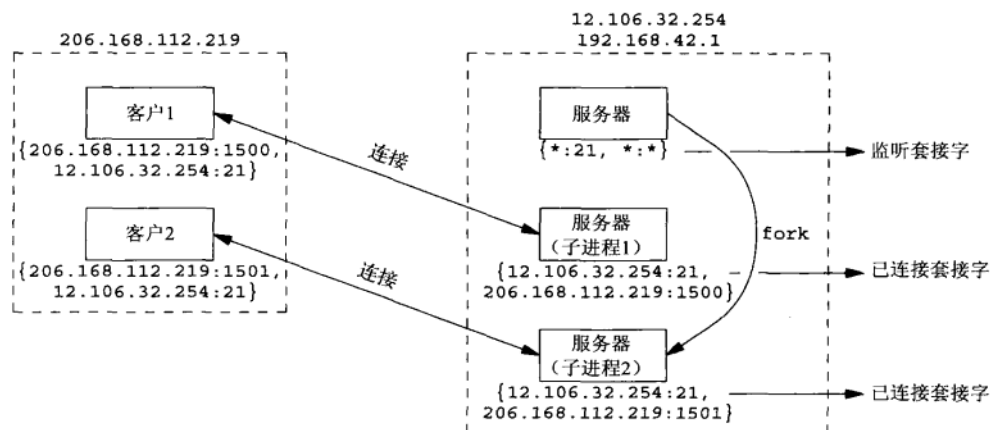 206.168.112.219
客户1
{206.168.112.219:1500,
12.106.32.254:21}
客户2
{206.168.112.219:1501,
12.106.32.254:21}
连接
连接
12.106.32.254
192.168.42.1
服务器
{*:21, *:*}
监听套接字
fork
服务器
（子进程1）
{12.106.32.254:21,
206.168.112.219:1500}
已连接套接字
服务器
（子进程2）
{12.106.32.254:21,
206.168.112.219:1501}
已连接套接字